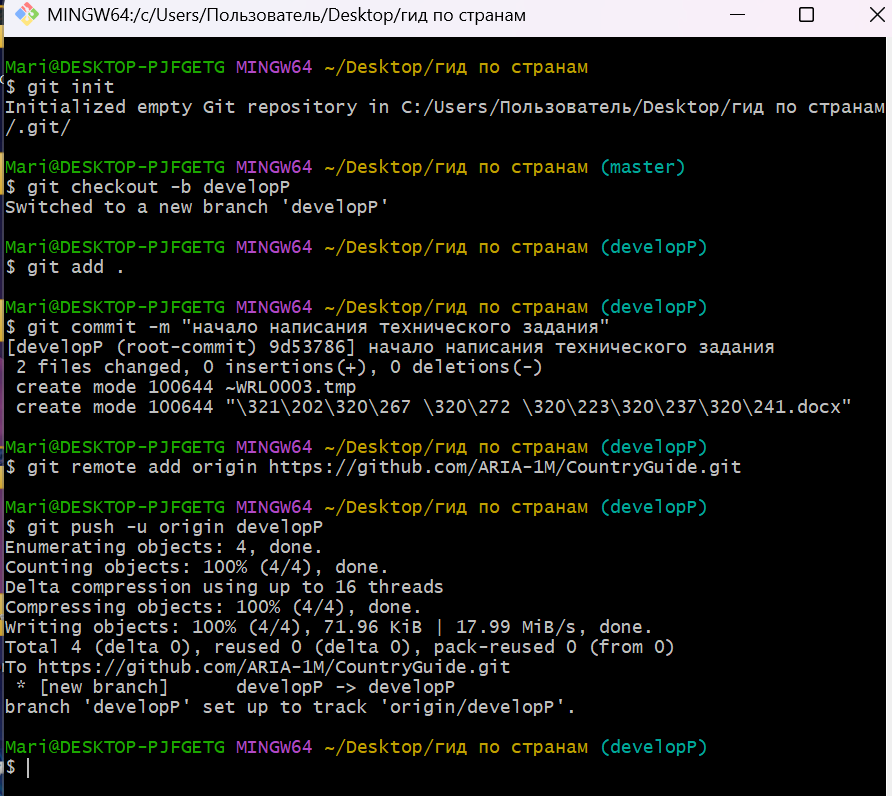 MINGW64:/c/Users/Пользователь/Desktop/гид по странам
Mari@DESKTOP-PJFGETG MINGW64 ~/Desktop/гид по странам
$ git init
Initialized empty Git repository in C:/Users/Пользователь/Desktop/гид по странам
/.git/
Mari@DESKTOP-PJFGETG MINGW64 ~/Desktop/гид по странам (master)
$ git checkout -b developP
Switched to a new branch 'developP'
Mari@DESKTOP-PJFGETG MINGW64 ~/Desktop/гид по странам (developP)
$ git add .
Mari@DESKTOP-PJFGETG MINGW64 ~/Desktop/гид по странам (developP)
$ git commit -m "начало написания технического задания"
[developP (root-commit) 9d53786] начало написания технического задания
 2 files changed, 0 insertions(+), 0 deletions(-)
 create mode 100644 ~WRL0003.tmp
 create mode 100644 "\321\202\320\267 \320\272 \320\223\320\237\320\241.docx"
Mari@DESKTOP-PJFGETG MINGW64 ~/Desktop/гид по странам (developP)
$ git remote add origin https://github.com/ARIA-1M/CountryGuide.git
Mari@DESKTOP-PJFGETG MINGW64 ~/Desktop/гид по странам (developP)
$ git push -u origin developP
Enumerating objects: 4, done.
Counting objects: 100% (4/4), done.
Delta compression using up to 16 threads
Compressing objects: 100% (4/4), done.
Writing objects: 100% (4/4), 71.96 KiB | 17.99 MiB/s, done.
Total 4 (delta 0), reused 0 (delta 0), pack-reused 0 (from 0)
To https://github.com/ARIA-1M/CountryGuide.git
 * [new branch]      developP -> developP
branch 'developP' set up to track 'origin/developP'.
Mari@DESKTOP-PJFGETG MINGW64 ~/Desktop/гид по странам (developP)
$